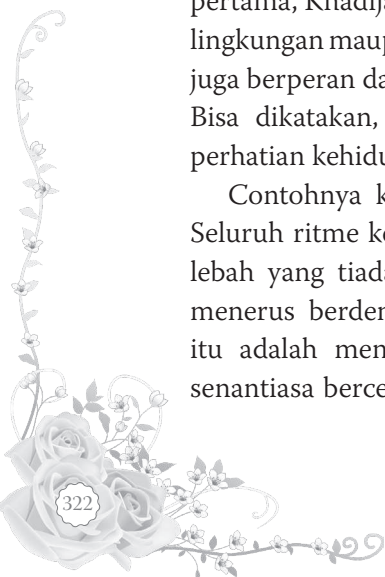 pertama, Khadija
lingkungan maup
juga berperan da
Bisa dikatakan,
perhatian kehidu
Contohnya k
Seluruh ritme ke
lebah yang tiada
menerus berden
itu adalah men
senantiasa berce
322